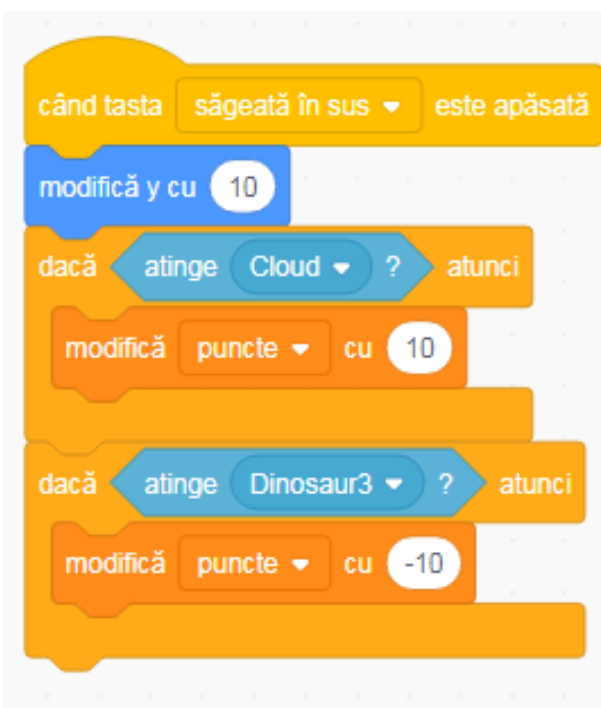 când tasta săgeată în sus este apăsată
modifică y cu 10
dacă atinge Cloud ? atunci
modifică puncte cu 10
dacă atinge Dinosaur3 ? atunci
modifică puncte cu -10